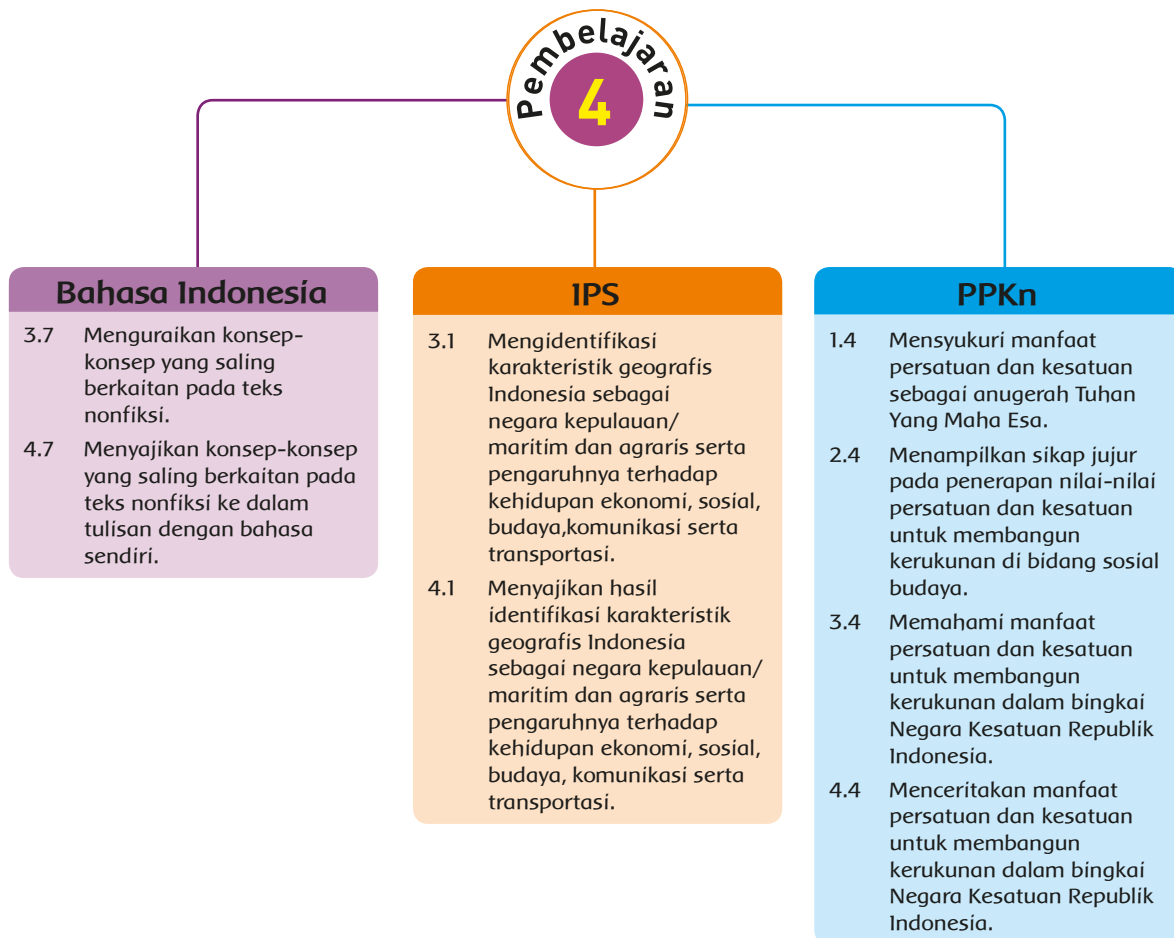 Pembelajaran
4
Bahasa Indonesia
3.7 Menguraikan konsep-
konsep yang saling
berkaitan pada teks
nonfiksi.
4.7 Menyajikan konsep-konsep
yang saling berkaitan pada
teks nonfiksi ke dalam
tulisan dengan bahasa
sendiri.
IPS
3.1 Mengidentifikasi
karakteristik geografis
Indonesia sebagai
negara kepulauan/
maritim dan agraris serta
pengaruhnya terhadap
kehidupan ekonomi, sosial,
budaya,komunikasi serta
transportasi.
4.1 Menyajikan hasil
identifikasi karakteristik
geografis Indonesia
sebagai negara kepulauan/
maritim dan agraris serta
pengaruhnya terhadap
kehidupan ekonomi, sosial,
budaya, komunikasi serta
transportasi.
PPKn
1.4 Mensyukuri manfaat
persatuan dan kesatuan
sebagai anugerah Tuhan
Yang Maha Esa.
2.4 Menampilkan sikap jujur
pada penerapan nilai-nilai
persatuan dan kesatuan
untuk membangun
kerukunan di bidang sosial
budaya.
3.4 Memahami manfaat
persatuan dan kesatuan
untuk membangun
kerukunan dalam bingkai
Negara Kesatuan Republik
Indonesia.
4.4 Menceritakan manfaat
persatuan dan kesatuan
untuk membangun
kerukunan dalam bingkai
Negara Kesatuan Republik
Indonesia.